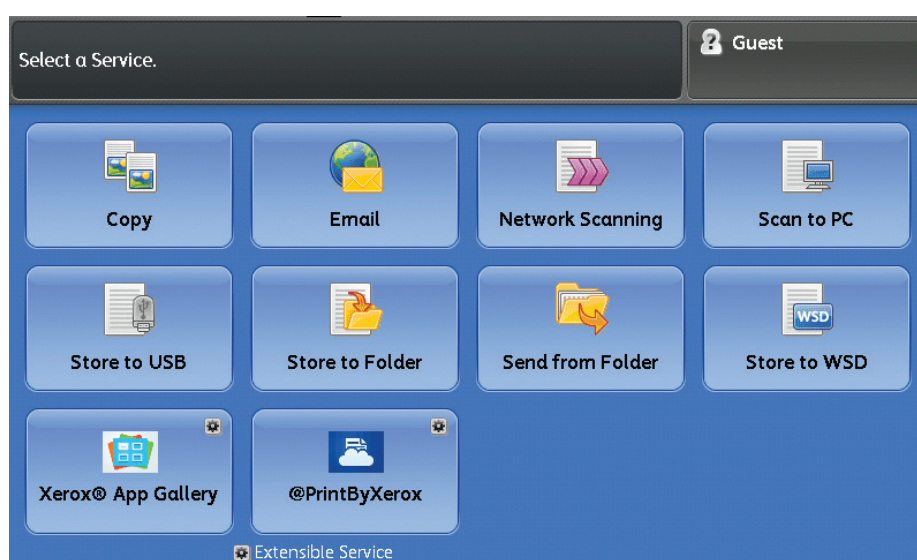 Select a Service.
Guest
Copy
Email
Network Scanning
Scan to PC
Store to USB
Store to Folder
Send from Folder
WSD
Store to WSD
Xerox® App Gallery
@PrintByXerox
Extensible Service